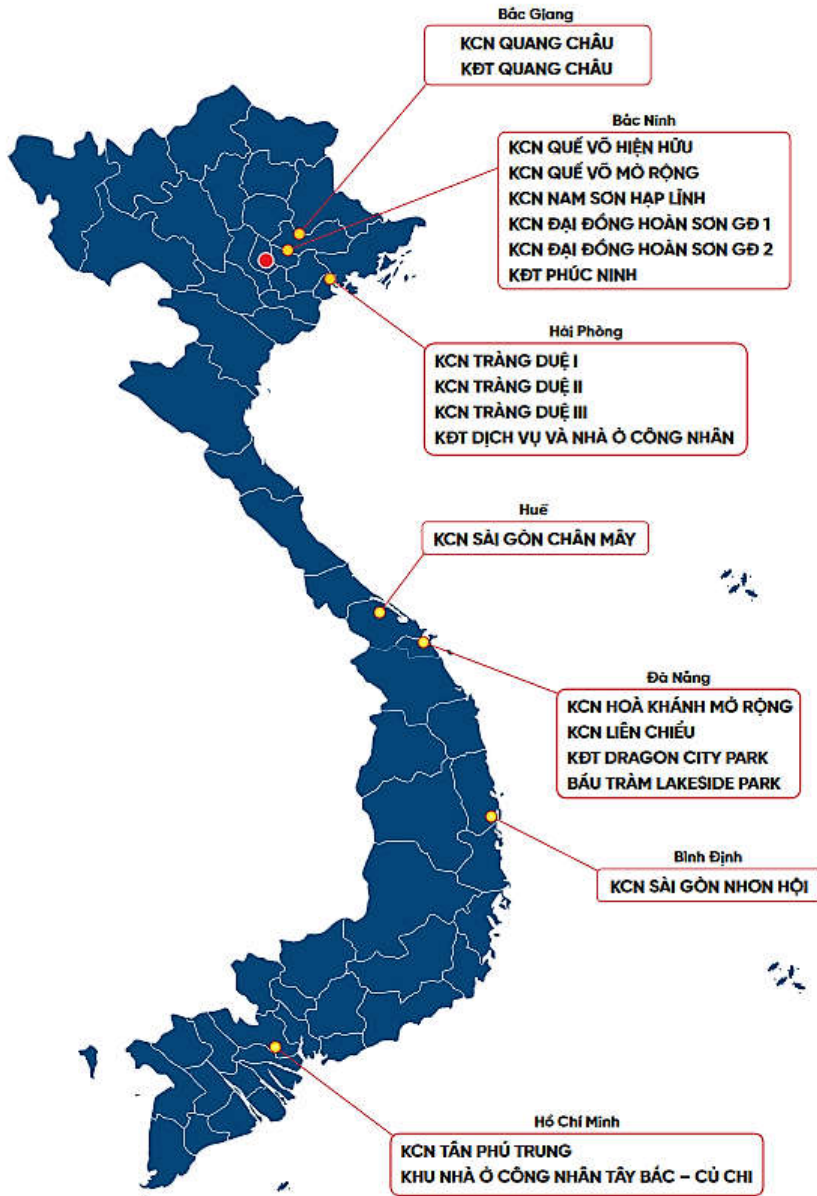 Bắc Giang
KCN QUANG CHÂU
KĐT QUANG CHÂU
Bắc Ninh
KCN QUẾ VÕ HIỆN HỮU
KCN QUẾ VÕ MỞ RỘNG
KCN NAM SƠN HẠP LĨNH
KCN ĐẠI ĐỒNG HOÀN SƠN GĐ 1
KCN ĐẠI ĐỒNG HOÀN SƠN GĐ 2
KĐT PHÚC NINH
Hải Phòng
KCN TRÀNG DUỆ I
KCN TRÀNG DUỆ II
KCN TRÀNG DUỆ III
KĐT DỊCH VỤ VÀ NHÀ Ở CÔNG NHÂN
Huế
KCN SÀI GÒN CHÂN MÂY
Đà Nẵng
KCN HOÀ KHÁNH MỞ RỘNG
KCN LIÊN CHIỂU
KĐT DRAGON CITY PARK
BÀU TRÀM LAKESIDE PARK
Bình Định
KCN SÀI GÒN NHƠN HỘI
Hồ Chí Minh
KCN TÂN PHÚ TRUNG
KHU NHÀ Ở CÔNG NHÂN TÂY BẮC – CỦ CHI